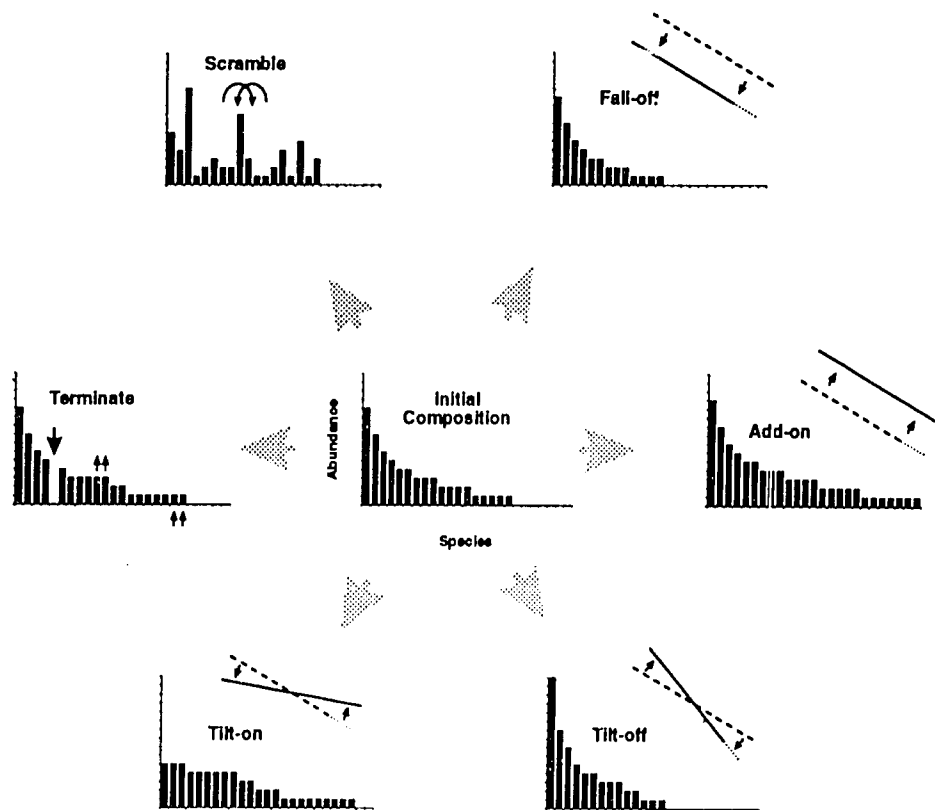 Scramble
Fall-off
Terminate
Initial
Composition
Abundance
Species
Add-on
Tilt-on
Tilt-off